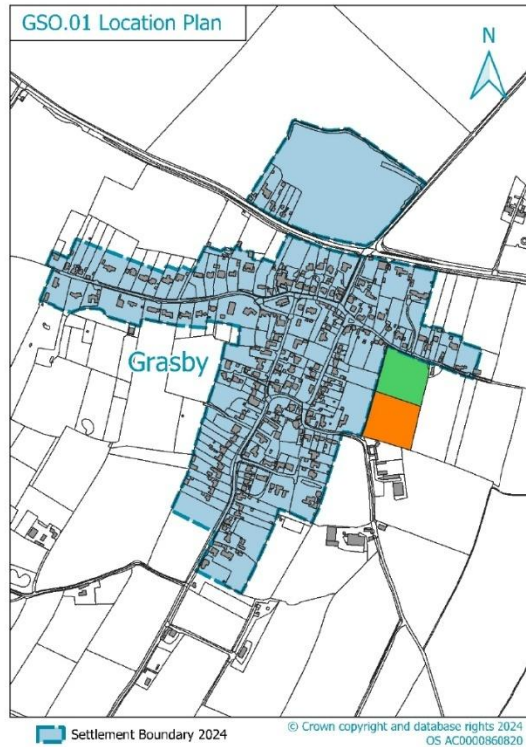 GSO.01 Location Plan
N
Grasby
Settlement Boundary 2024
© Crown copyright and database rights 2024
OS AC0000860820